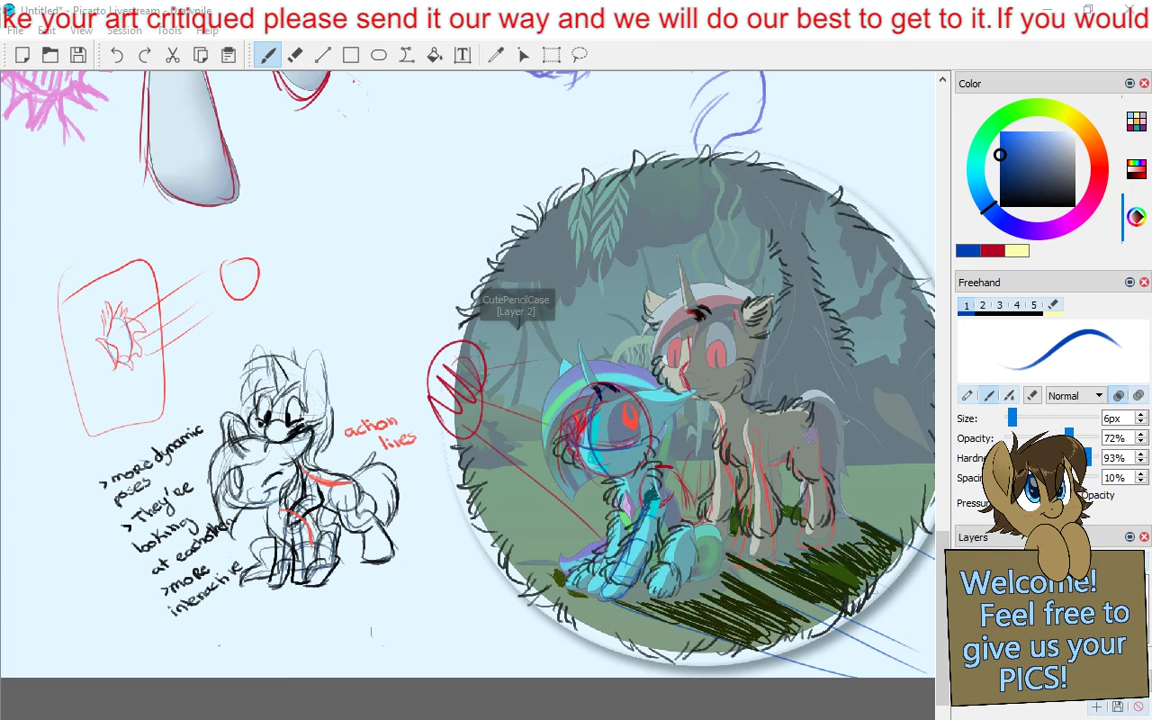 ke your art critiqued please send it our way and we will do our best to get to it. If you would
Untitled* - Picarto Livestream - Drawpile
File Edit View Session Tools Help
Color
CutePencilCase
[Layer 2]
Freehand
1 2 3 4 5
Normal
Size: 6px
Opacity: 72%
Hardn 93%
Spacin 10%
Pressu Opacity
Layers
action
lines
> more dynamic
poses
> They're
looking
at eachother
> more
interactive
Welcome!
Feel free to
give us your
PICS!